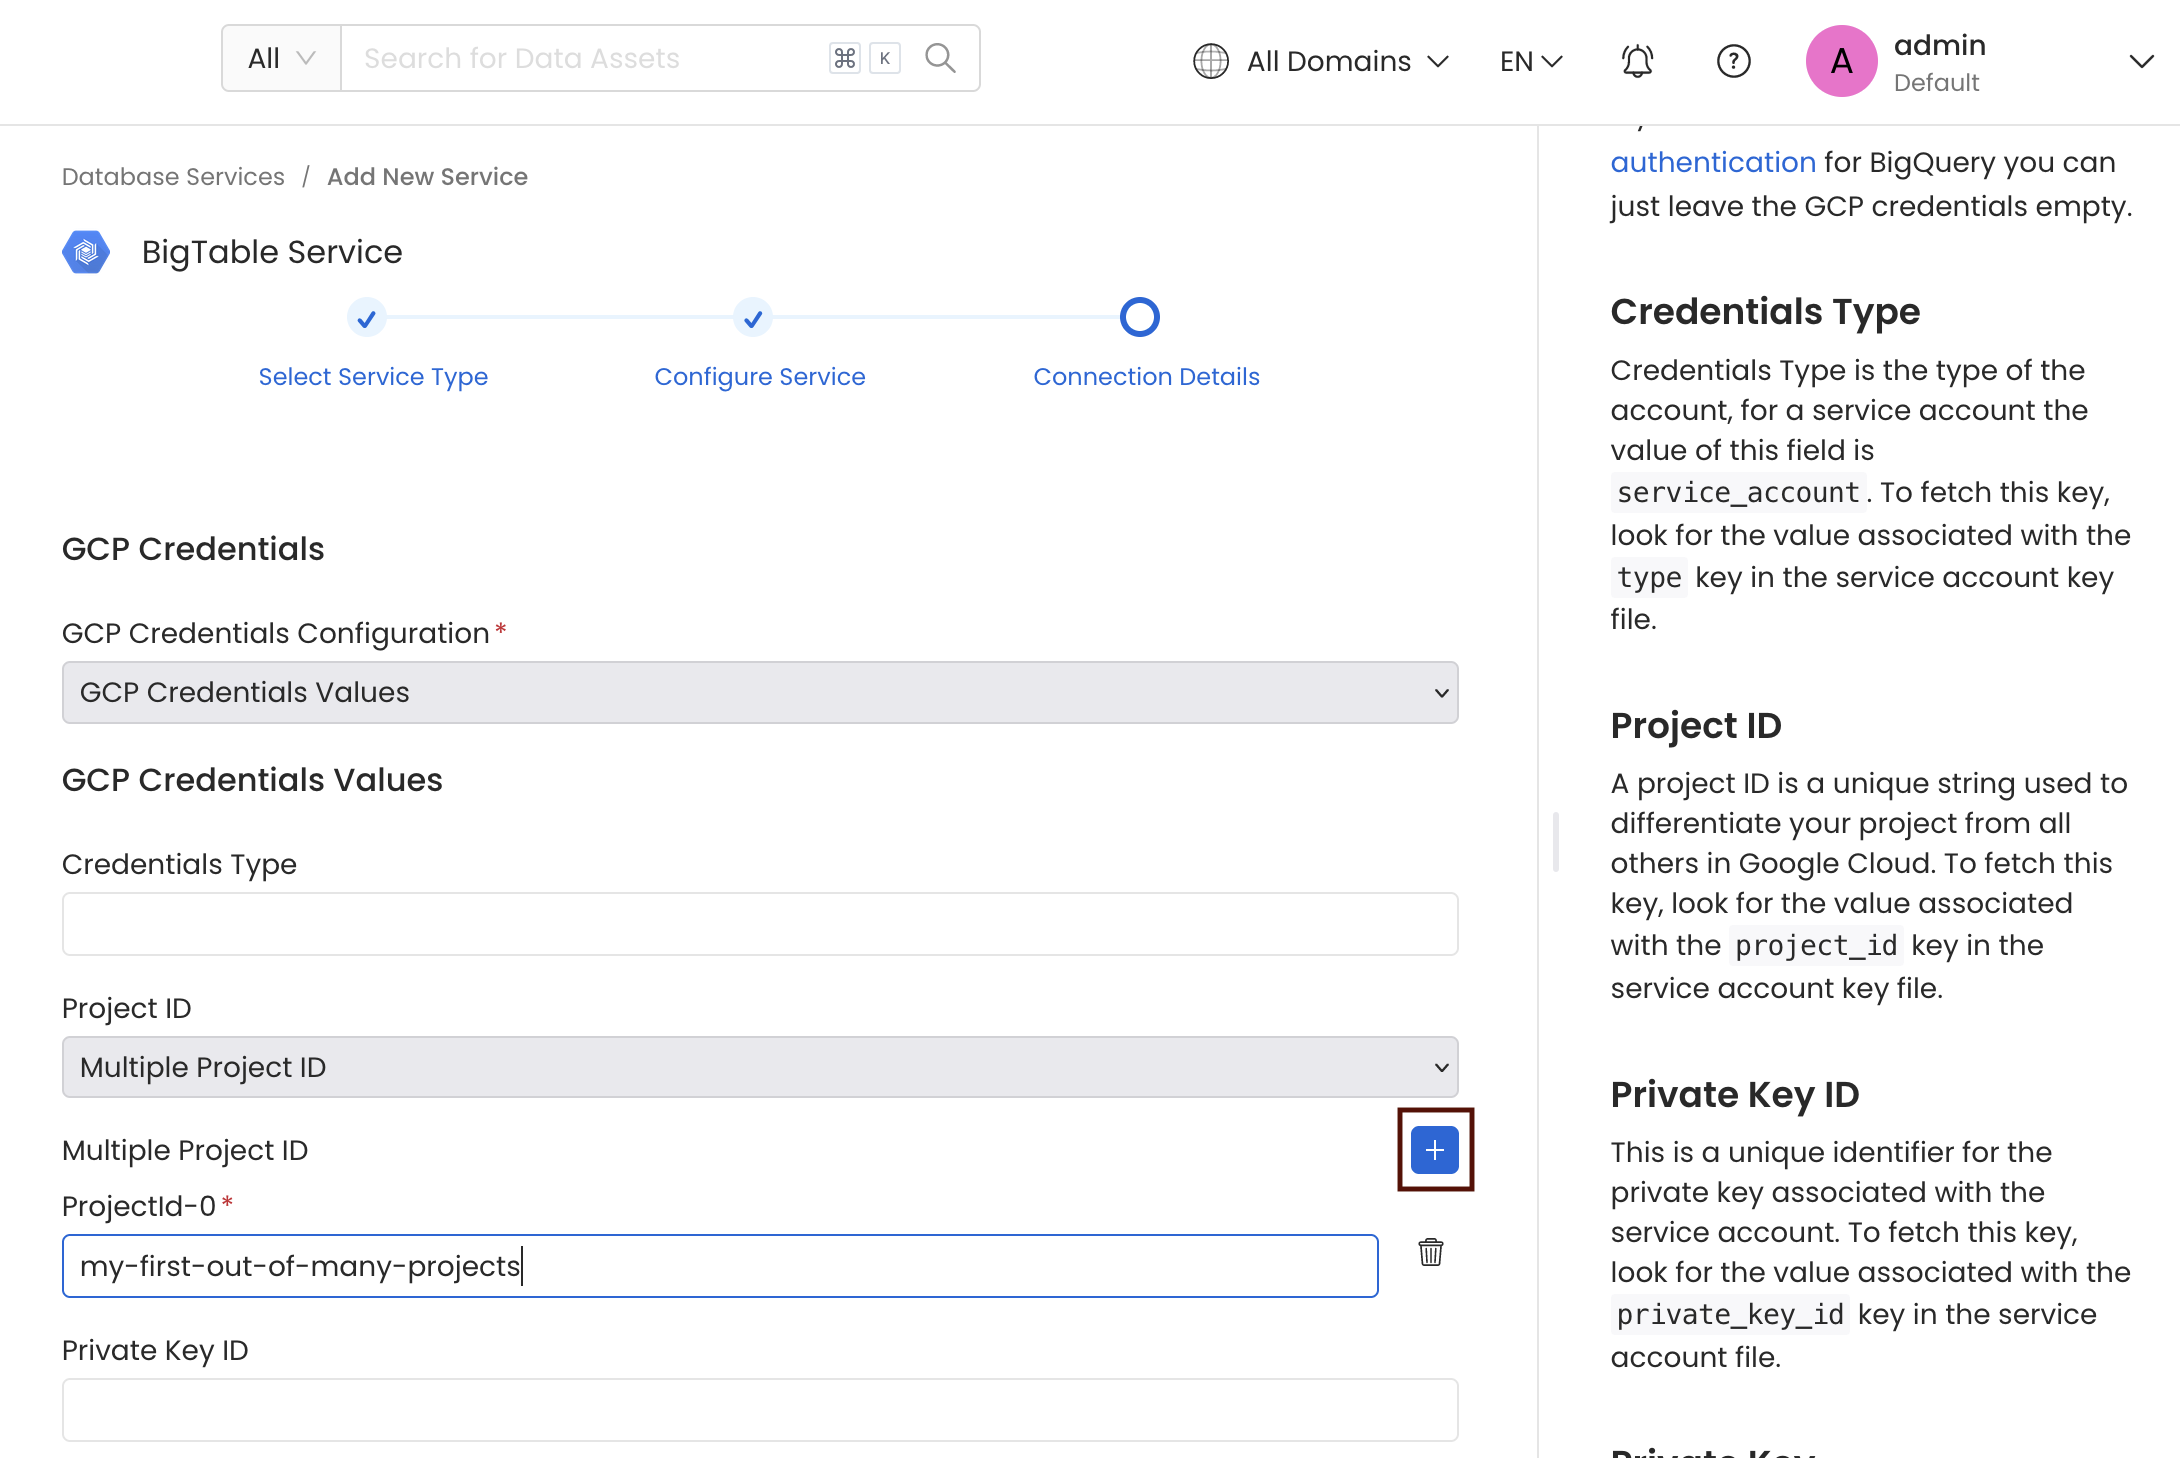 All
Search for Data Assets
⌘ K
All Domains
EN
A
admin
Default
Database Services / Add New Service
BigTable Service
Select Service Type
Configure Service
Connection Details
GCP Credentials
GCP Credentials Configuration*
GCP Credentials Values
GCP Credentials Values
Credentials Type
Project ID
Multiple Project ID
Multiple Project ID
ProjectId-0*
my-first-out-of-many-projects
Private Key ID
authentication for BigQuery you can
just leave the GCP credentials empty.
Credentials Type
Credentials Type is the type of the
account, for a service account the
value of this field is
service_account. To fetch this key,
look for the value associated with the
type key in the service account key
file.
Project ID
A project ID is a unique string used to
differentiate your project from all
others in Google Cloud. To fetch this
key, look for the value associated
with the project_id key in the
service account key file.
Private Key ID
This is a unique identifier for the
private key associated with the
service account. To fetch this key,
look for the value associated with the
private_key_id key in the service
account file.
Private Key